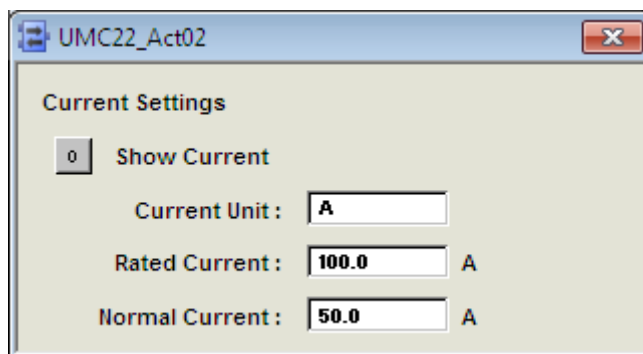 UMC22_Act02
Current Settings
0 Show Current
Current Unit : A
Rated Current : 100.0 A
Normal Current : 50.0 A